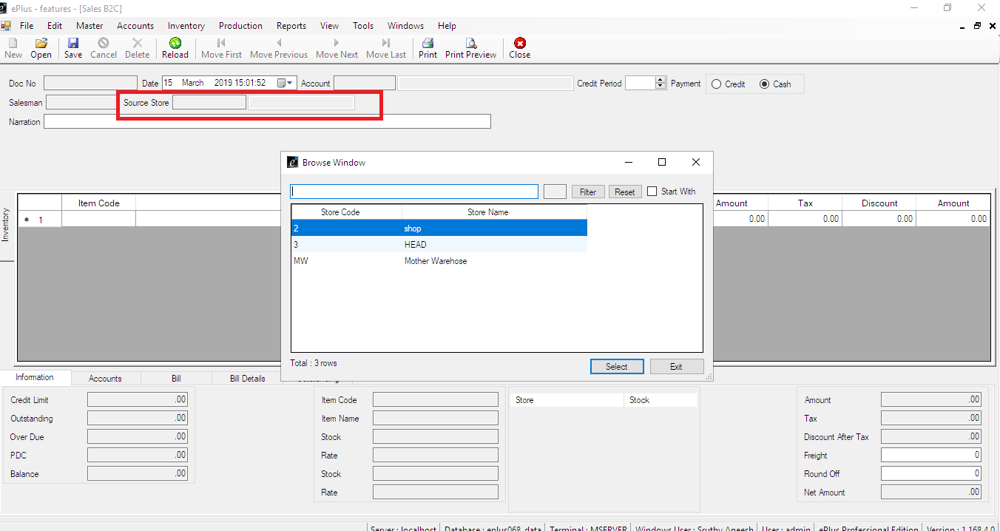 ePlus - features - [Sales B2C]
File Edit Master Accounts Inventory Production Reports View Tools Windows Help
New Open Save Cancel Delete Reload Move First Move Previous Move Next Move Last Print Print Preview Close
Doc No Date 15 March 2019 15:01:52 Account Credit Period Payment Credit Cash
Salesman Source Store
Narration
Browse Window
Filter Reset Start With
Store Code Store Name
2 shop
3 HEAD
MW Mother Warehose
Total : 3 rows
Select Exit
Inventory
Item Code Amount Tax Discount Amount
* 1 0.00 0.00 0.00 0.00
Information Accounts Bill Bill Details
Credit Limit .00
Outstanding .00
Over Due .00
PDC .00
Balance .00
Item Code
Item Name
Stock
Rate
Stock
Rate
Store Stock
Amount .00
Tax .00
Discount After Tax .00
Freight 0
Round Off 0
Net Amount .00
Server : localhost Database : eplus068_data Terminal : MSERVER Windows User : Sruthy Aneesh User : admin ePlus Professional Edition Version : 1.168.4.0